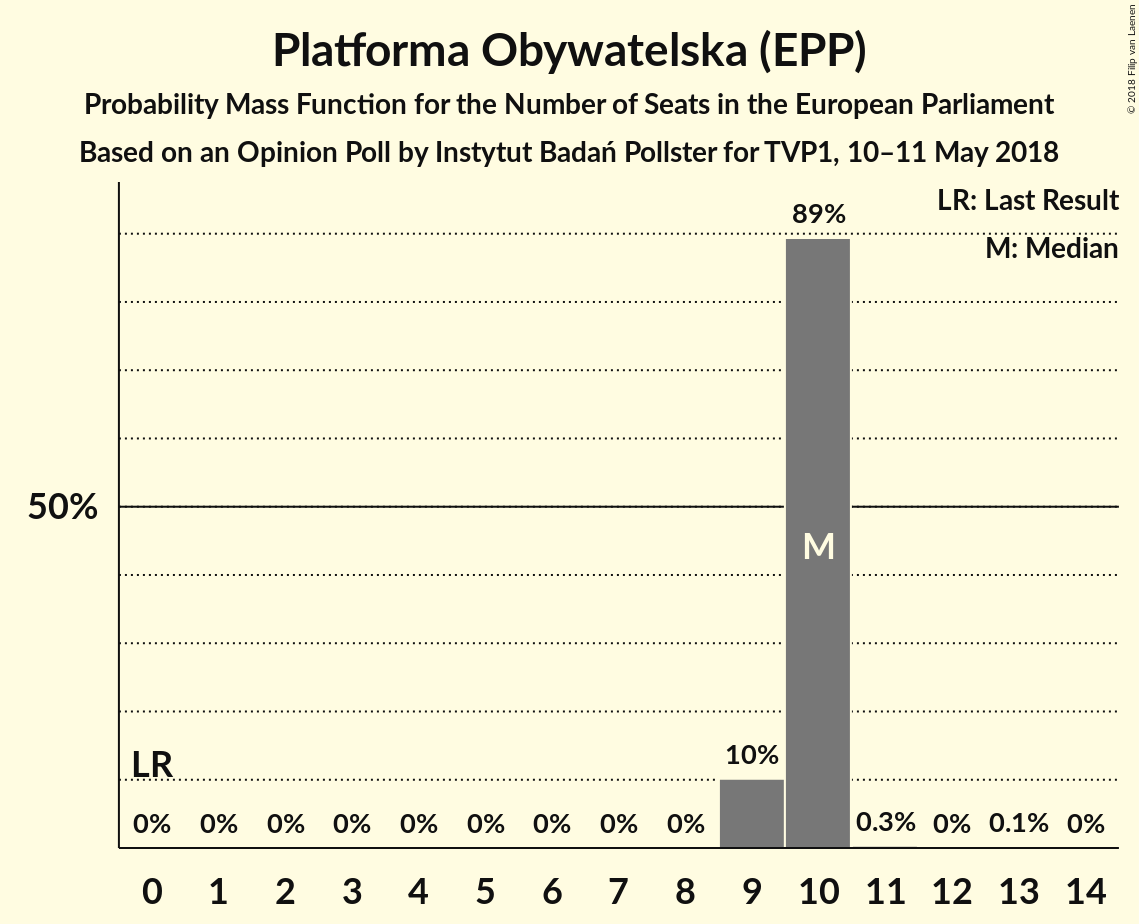 Platforma Obywatelska (EPP)
Probability Mass Function for the Number of Seats in the European Parliament
Based on an Opinion Poll by Instytut Badań Pollster for TVP1, 10–11 May 2018
© 2018 Filip van Laenen
LR: Last Result
M: Median
89%
50%
M
LR
10%
0% 0% 0% 0% 0% 0% 0% 0% 0% 0.3% 0% 0.1% 0%
0 1 2 3 4 5 6 7 8 9 10 11 12 13 14